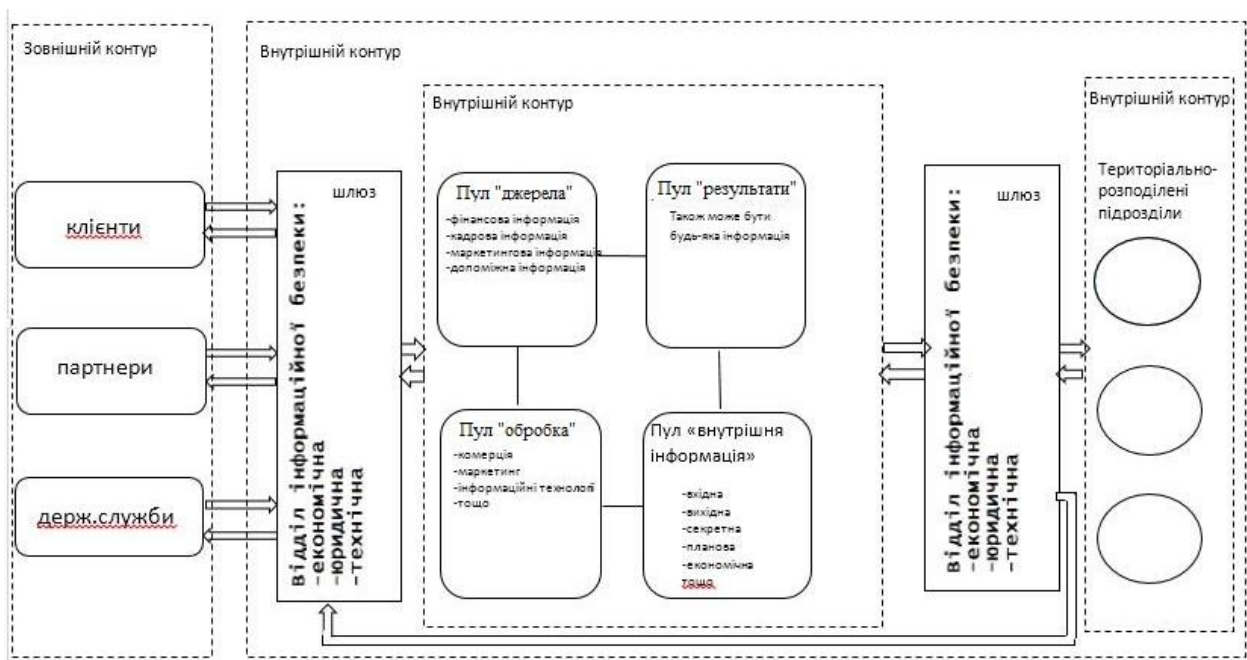 Зовнішній контур
клієнти
партнери
держ.служби
Внутрішній контур
шлюз
відділ інформаційної безпеки:
-економічна
-юридична
-технічна
Внутрішній контур
Пул "джерела"
-фінансова інформація
-кадрова інформація
-маркетингова інформація
-допоміжна інформація
Пул "результати"
Також може бути
будь-яка інформація
Пул "обробка"
-комерція
-маркетинг
-інформаційні технології
-тощо
Пул «внутрішня
інформація»
-вхідна
-вихідна
-секретна
-планова
-економічна
тощо
шлюз
відділ інформаційної безпеки:
-економічна
-юридична
-технічна
Внутрішній контур
Територіально-
розподілені
підрозділи